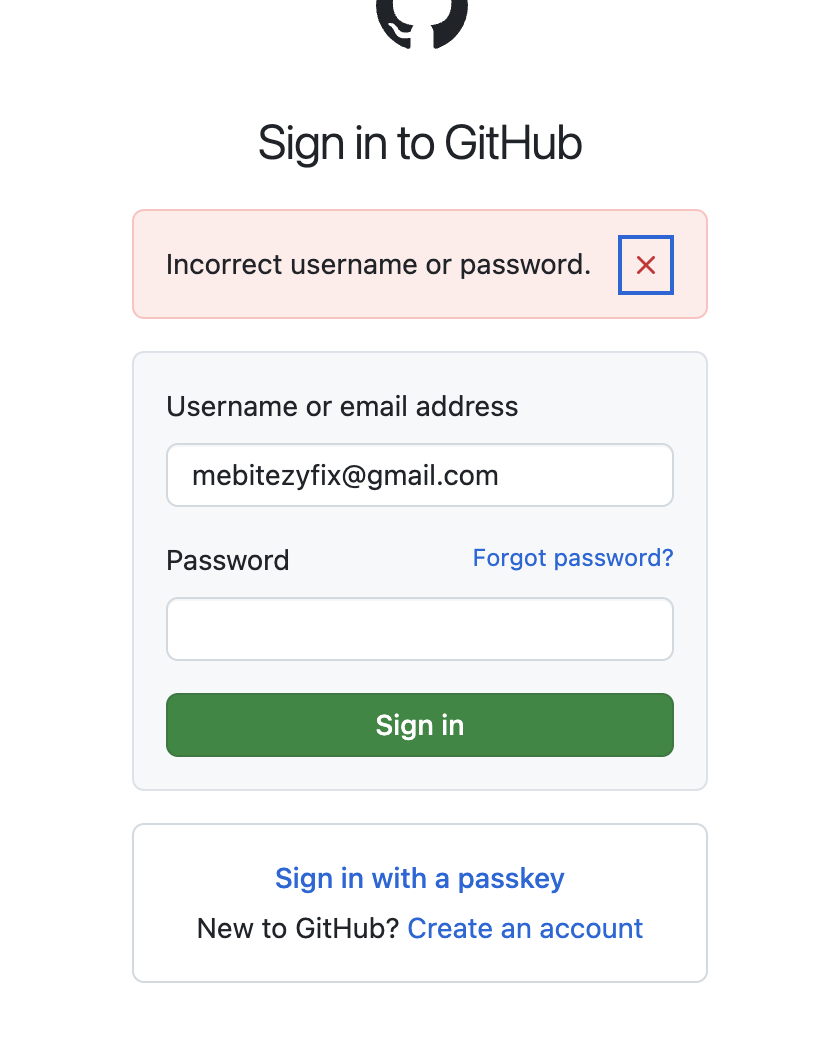 Sign in to GitHub
Incorrect username or password.
Username or email address
mebitezyfix@gmail.com
Password
Forgot password?
Sign in
Sign in with a passkey
New to GitHub? Create an account